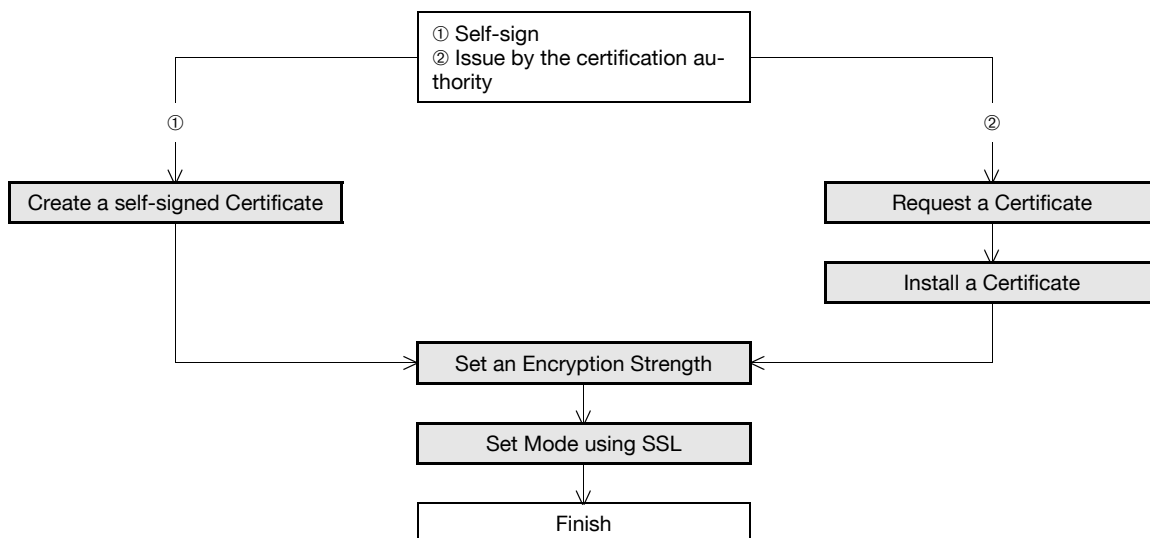 ① Self-sign
② Issue by the certification au-
thority
①
②
Create a self-signed Certificate
Request a Certificate
Install a Certificate
Set an Encryption Strength
Set Mode using SSL
Finish